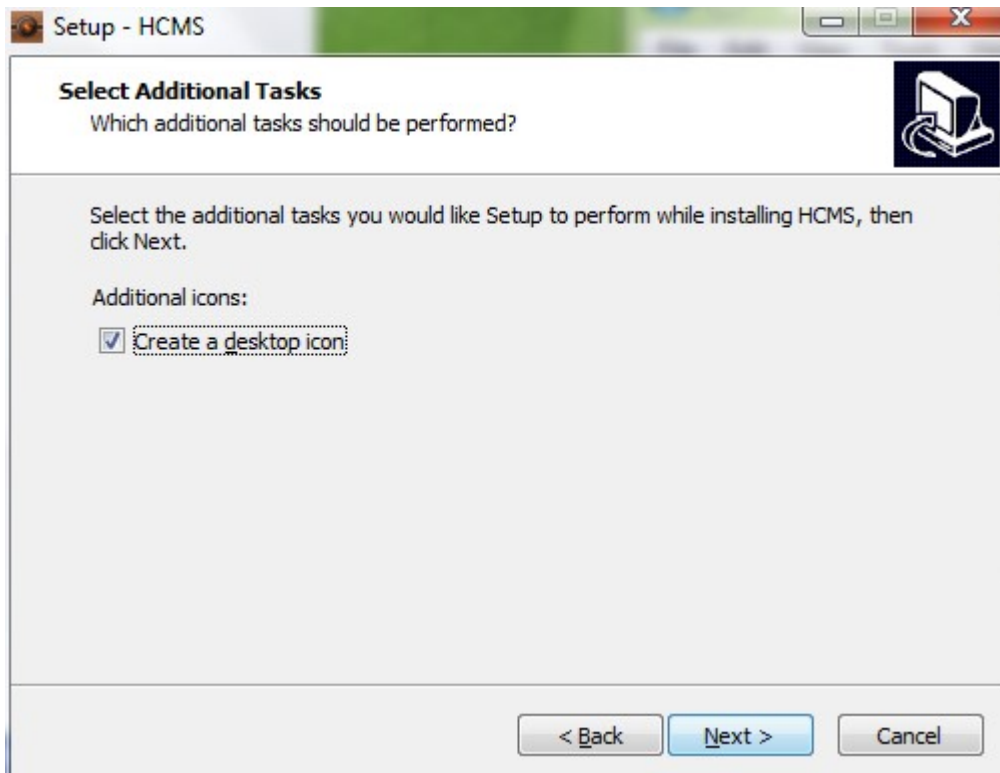 Setup - HCMS
Select Additional Tasks
Which additional tasks should be performed?
Select the additional tasks you would like Setup to perform while installing HCMS, then
click Next.
Additional icons:
Create a desktop icon
< Back
Next >
Cancel